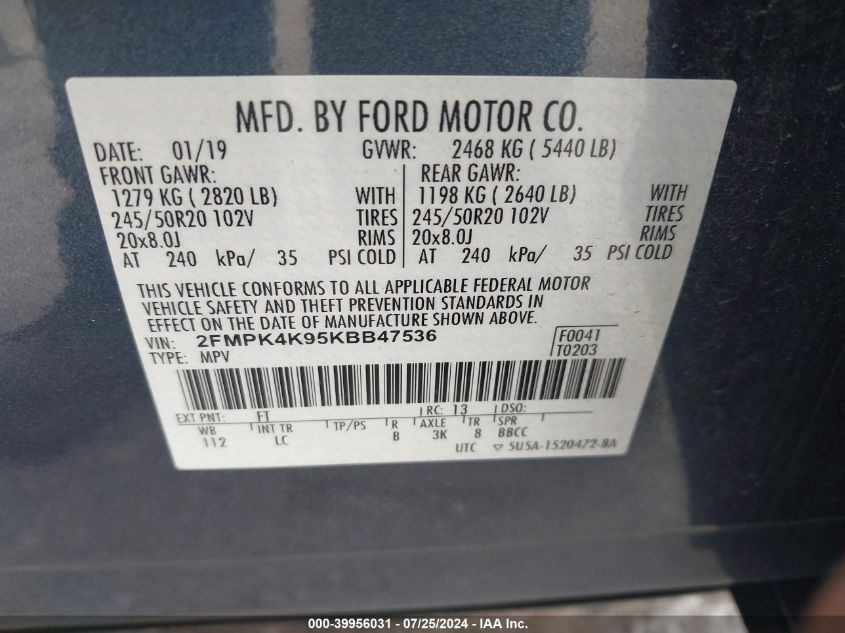 MFD. BY FORD MOTOR CO.
DATE: 01/19 GVWR: 2468 KG ( 5440 LB)
FRONT GAWR: REAR GAWR:
1279 KG ( 2820 LB) WITH 1198 KG ( 2640 LB) WITH
245/50R20 102V TIRES 245/50R20 102V TIRES
20x8.0J RIMS 20x8.0J RIMS
AT 240 kPa/ 35 PSI COLD AT 240 kPa/ 35 PSI COLD
THIS VEHICLE CONFORMS TO ALL APPLICABLE FEDERAL MOTOR
VEHICLE SAFETY AND THEFT PREVENTION STANDARDS IN
EFFECT ON THE DATE OF MANUFACTURE SHOWN ABOVE.
VIN: 2FMPK4K95KBB47536 F0041
TYPE: MPV T0203
EXT PNT: FT RC: 13 DSO:
WB INT TR TP/PS R AXLE TR SPR
112 LC B 3K 8 BBCC
UTC ▽ 5U5A-1520472-BA
000-39956031 - 07/25/2024 - IAA Inc.